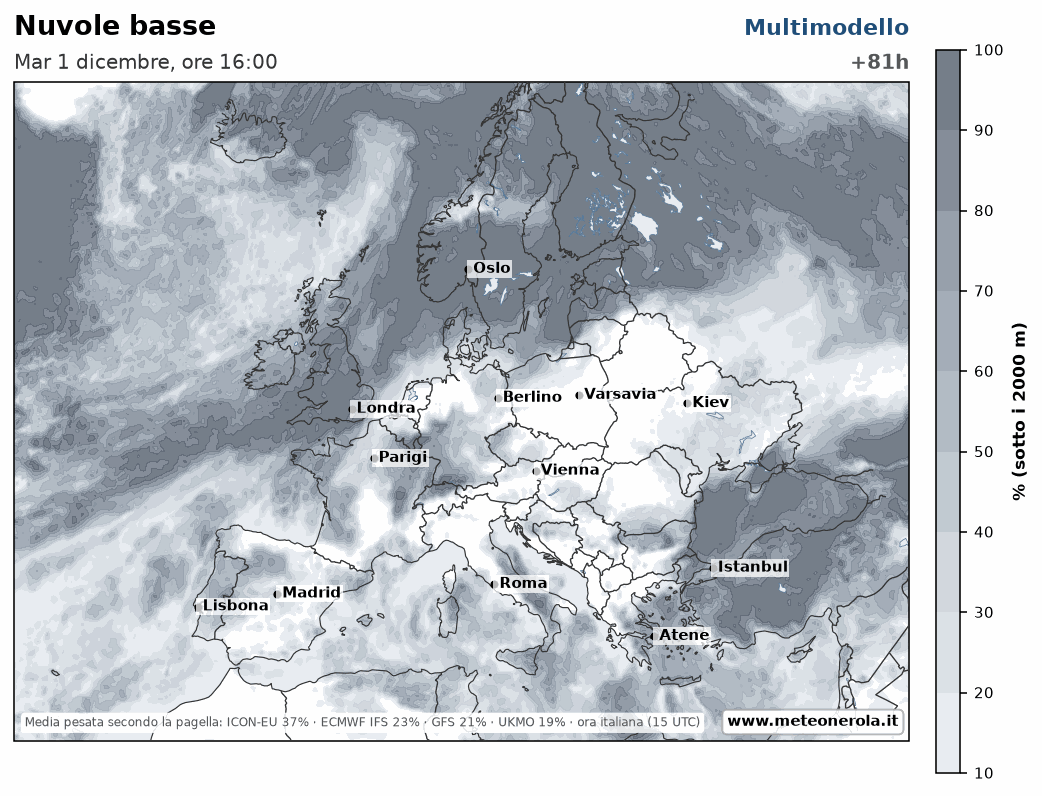 Nuvole basse
Multimodello
Mar 1 dicembre, ore 16:00
+81h
100
90
80
70
60
50
40
30
20
10
% (sotto i 2000 m)
Oslo
Londra
Berlino
Varsavia
Kiev
Parigi
Vienna
Istanbul
Roma
Madrid
Lisbona
Atene
Media pesata secondo la pagella: ICON-EU 37% · ECMWF IFS 23% · GFS 21% · UKMO 19% · ora italiana (15 UTC)
www.meteonerola.it